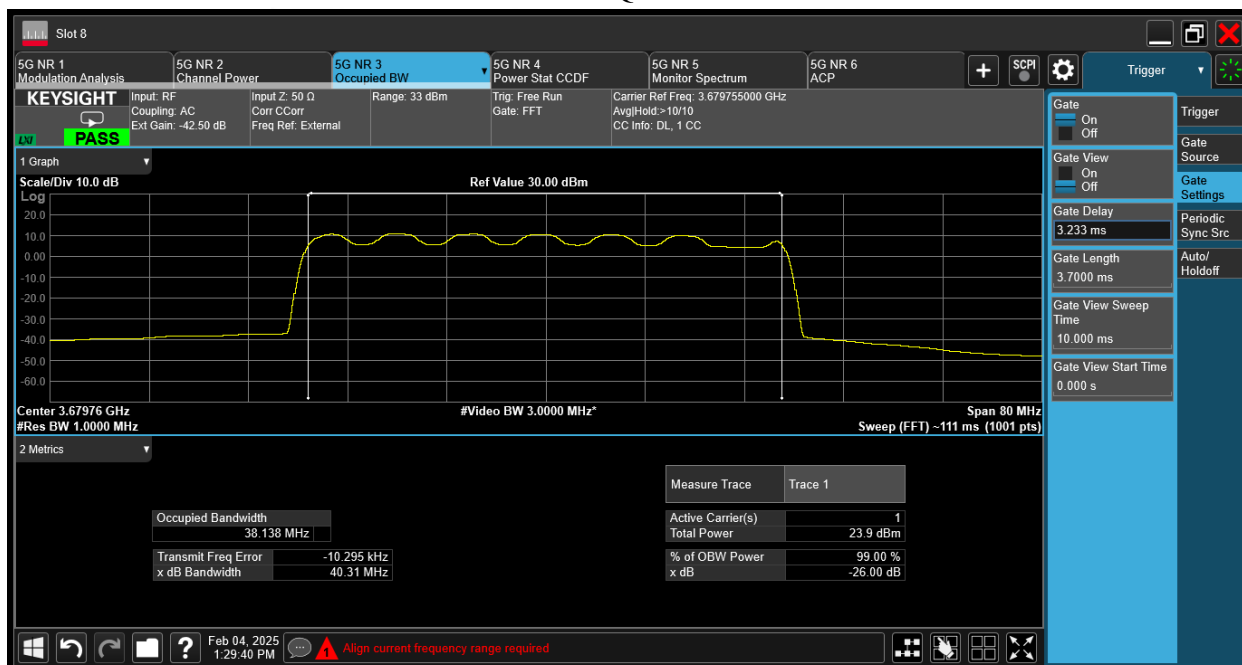 Slot 8
5G NR 1
Modulation Analysis
5G NR 2
Channel Power
5G NR 3
Occupied BW
5G NR 4
Power Stat CCDF
5G NR 5
Monitor Spectrum
5G NR 6
ACP
+
SCPI
Trigger
KEYSIGHT
LXI
PASS
Input: RF
Coupling: AC
Ext Gain: -42.50 dB
Input Z: 50 Ω
Corr CCorr
Freq Ref: External
Range: 33 dBm
Trig: Free Run
Gate: FFT
Carrier Ref Freq: 3.679755000 GHz
Avg|Hold:>10/10
CC Info: DL, 1 CC
1 Graph
Scale/Div 10.0 dB
Ref Value 30.00 dBm
Log
20.0
10.0
0.00
-10.0
-20.0
-30.0
-40.0
-50.0
-60.0
Center 3.67976 GHz
#Video BW 3.0000 MHz*
Span 80 MHz
#Res BW 1.0000 MHz
Sweep (FFT) ~111 ms (1001 pts)
2 Metrics
Measure Trace Trace 1
Occupied Bandwidth
38.138 MHz
Transmit Freq Error -10.295 kHz
x dB Bandwidth 40.31 MHz
Active Carrier(s) 1
Total Power 23.9 dBm
% of OBW Power 99.00 %
x dB -26.00 dB
Gate
On
Off
Gate View
On
Off
Gate Delay
3.233 ms
Gate Length
3.7000 ms
Gate View Sweep
Time
10.000 ms
Gate View Start Time
0.000 s
Trigger
Gate
Source
Gate
Settings
Periodic
Sync Src
Auto/
Holdoff
?
Feb 04, 2025
1:29:40 PM
1
Align current frequency range required